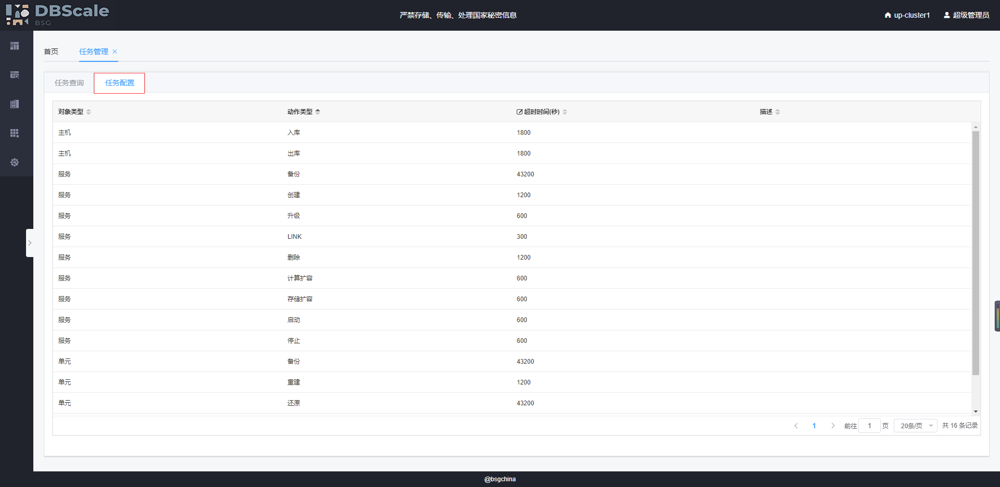 DBScale
BSG
严禁存储、传输、处理国家秘密信息
up-cluster1 超级管理员
首页 任务管理
任务查询 任务配置
对象类型 动作类型 超时时间(秒) 描述
主机 入库 1800
主机 出库 1800
服务 备份 43200
服务 创建 1200
服务 升级 600
服务 LINK 300
服务 删除 1200
服务 计算扩容 600
服务 存储扩容 600
服务 启动 600
服务 停止 600
单元 备份 43200
单元 重建 1200
单元 还原 43200
1 前往 1 页 20条/页 共 16 条记录
@bsgchina